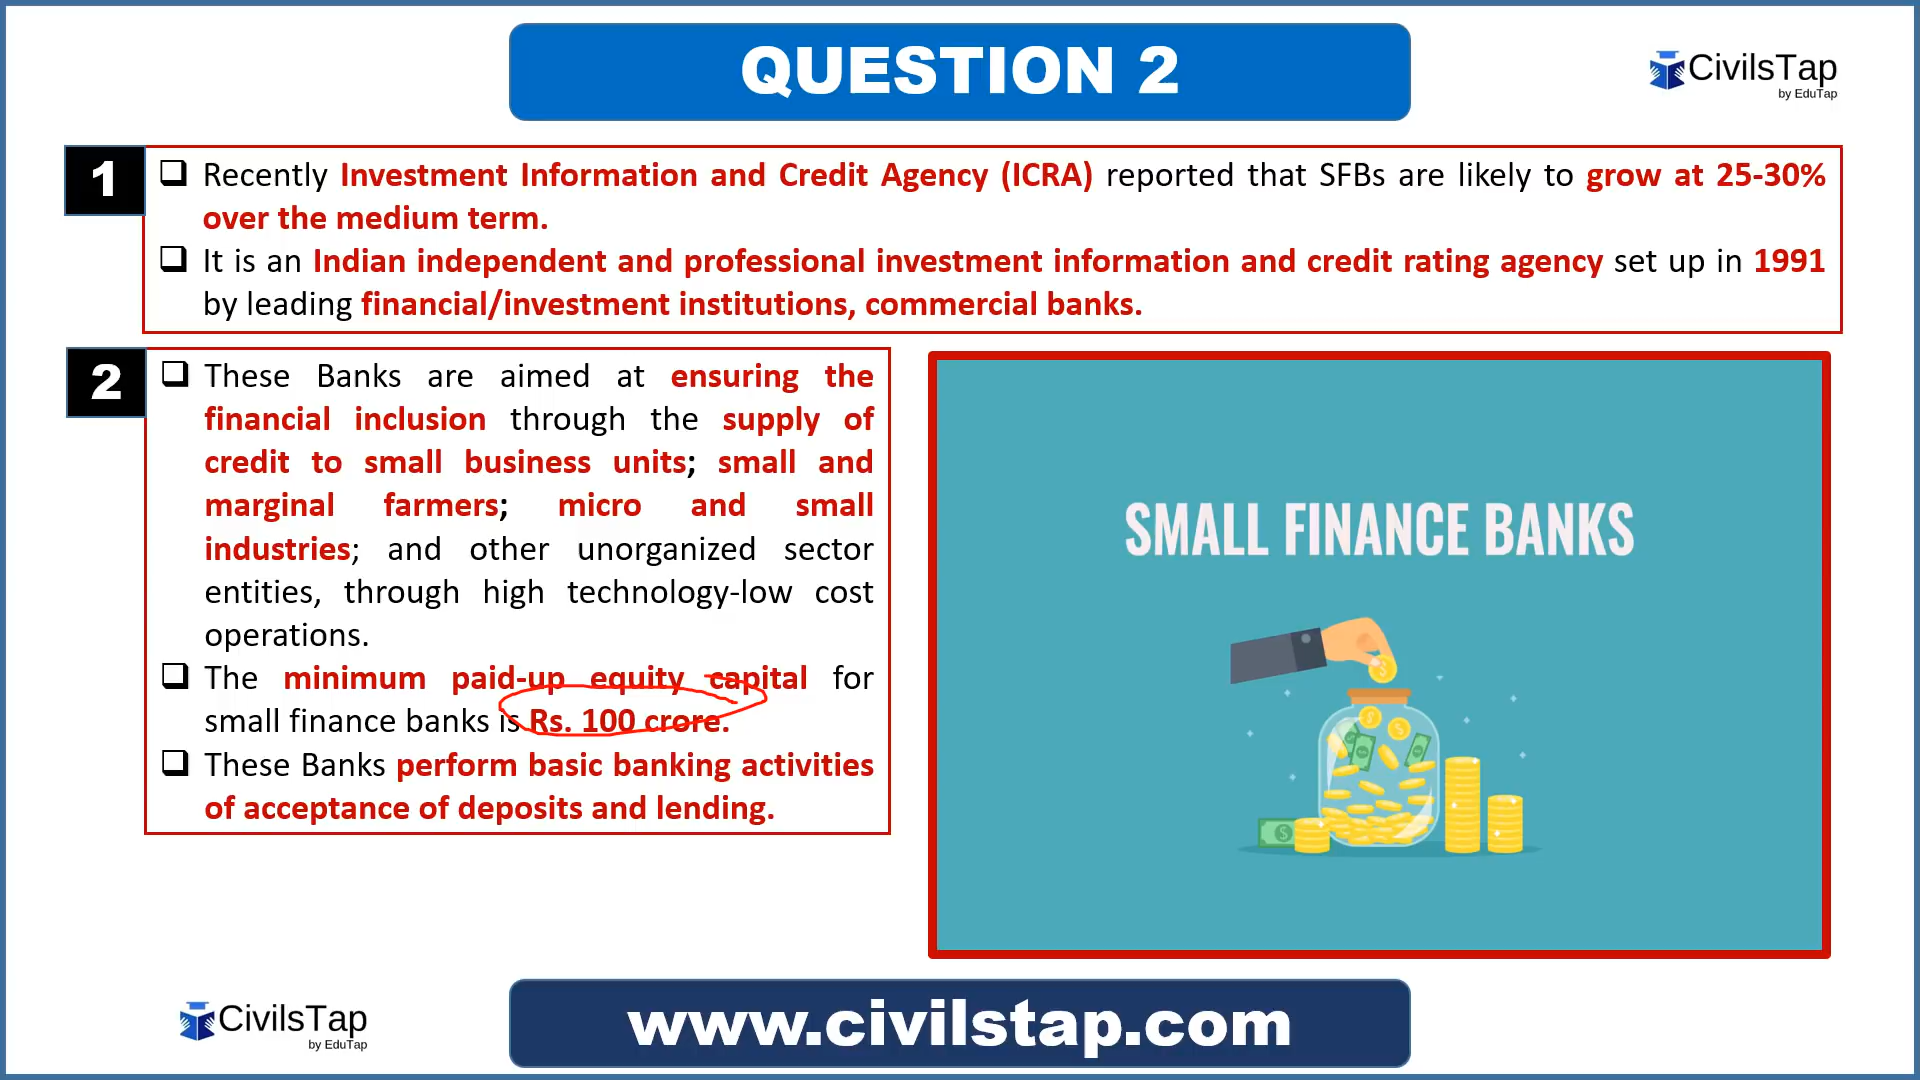 QUESTION 2
CivilsTap
by EduTap
1
❑ Recently Investment Information and Credit Agency (ICRA) reported that SFBs are likely to grow at 25-30%
over the medium term.
❑ It is an Indian independent and professional investment information and credit rating agency set up in 1991
by leading financial/investment institutions, commercial banks.
2
❑ These Banks are aimed at ensuring the
financial inclusion through the supply of
credit to small business units; small and
marginal farmers; micro and small
industries; and other unorganized sector
entities, through high technology-low cost
operations.
❑ The minimum paid-up equity capital for
small finance banks is Rs. 100 crore.
❑ These Banks perform basic banking activities
of acceptance of deposits and lending.
SMALL FINANCE BANKS
CivilsTap
by EduTap
www.civilstap.com